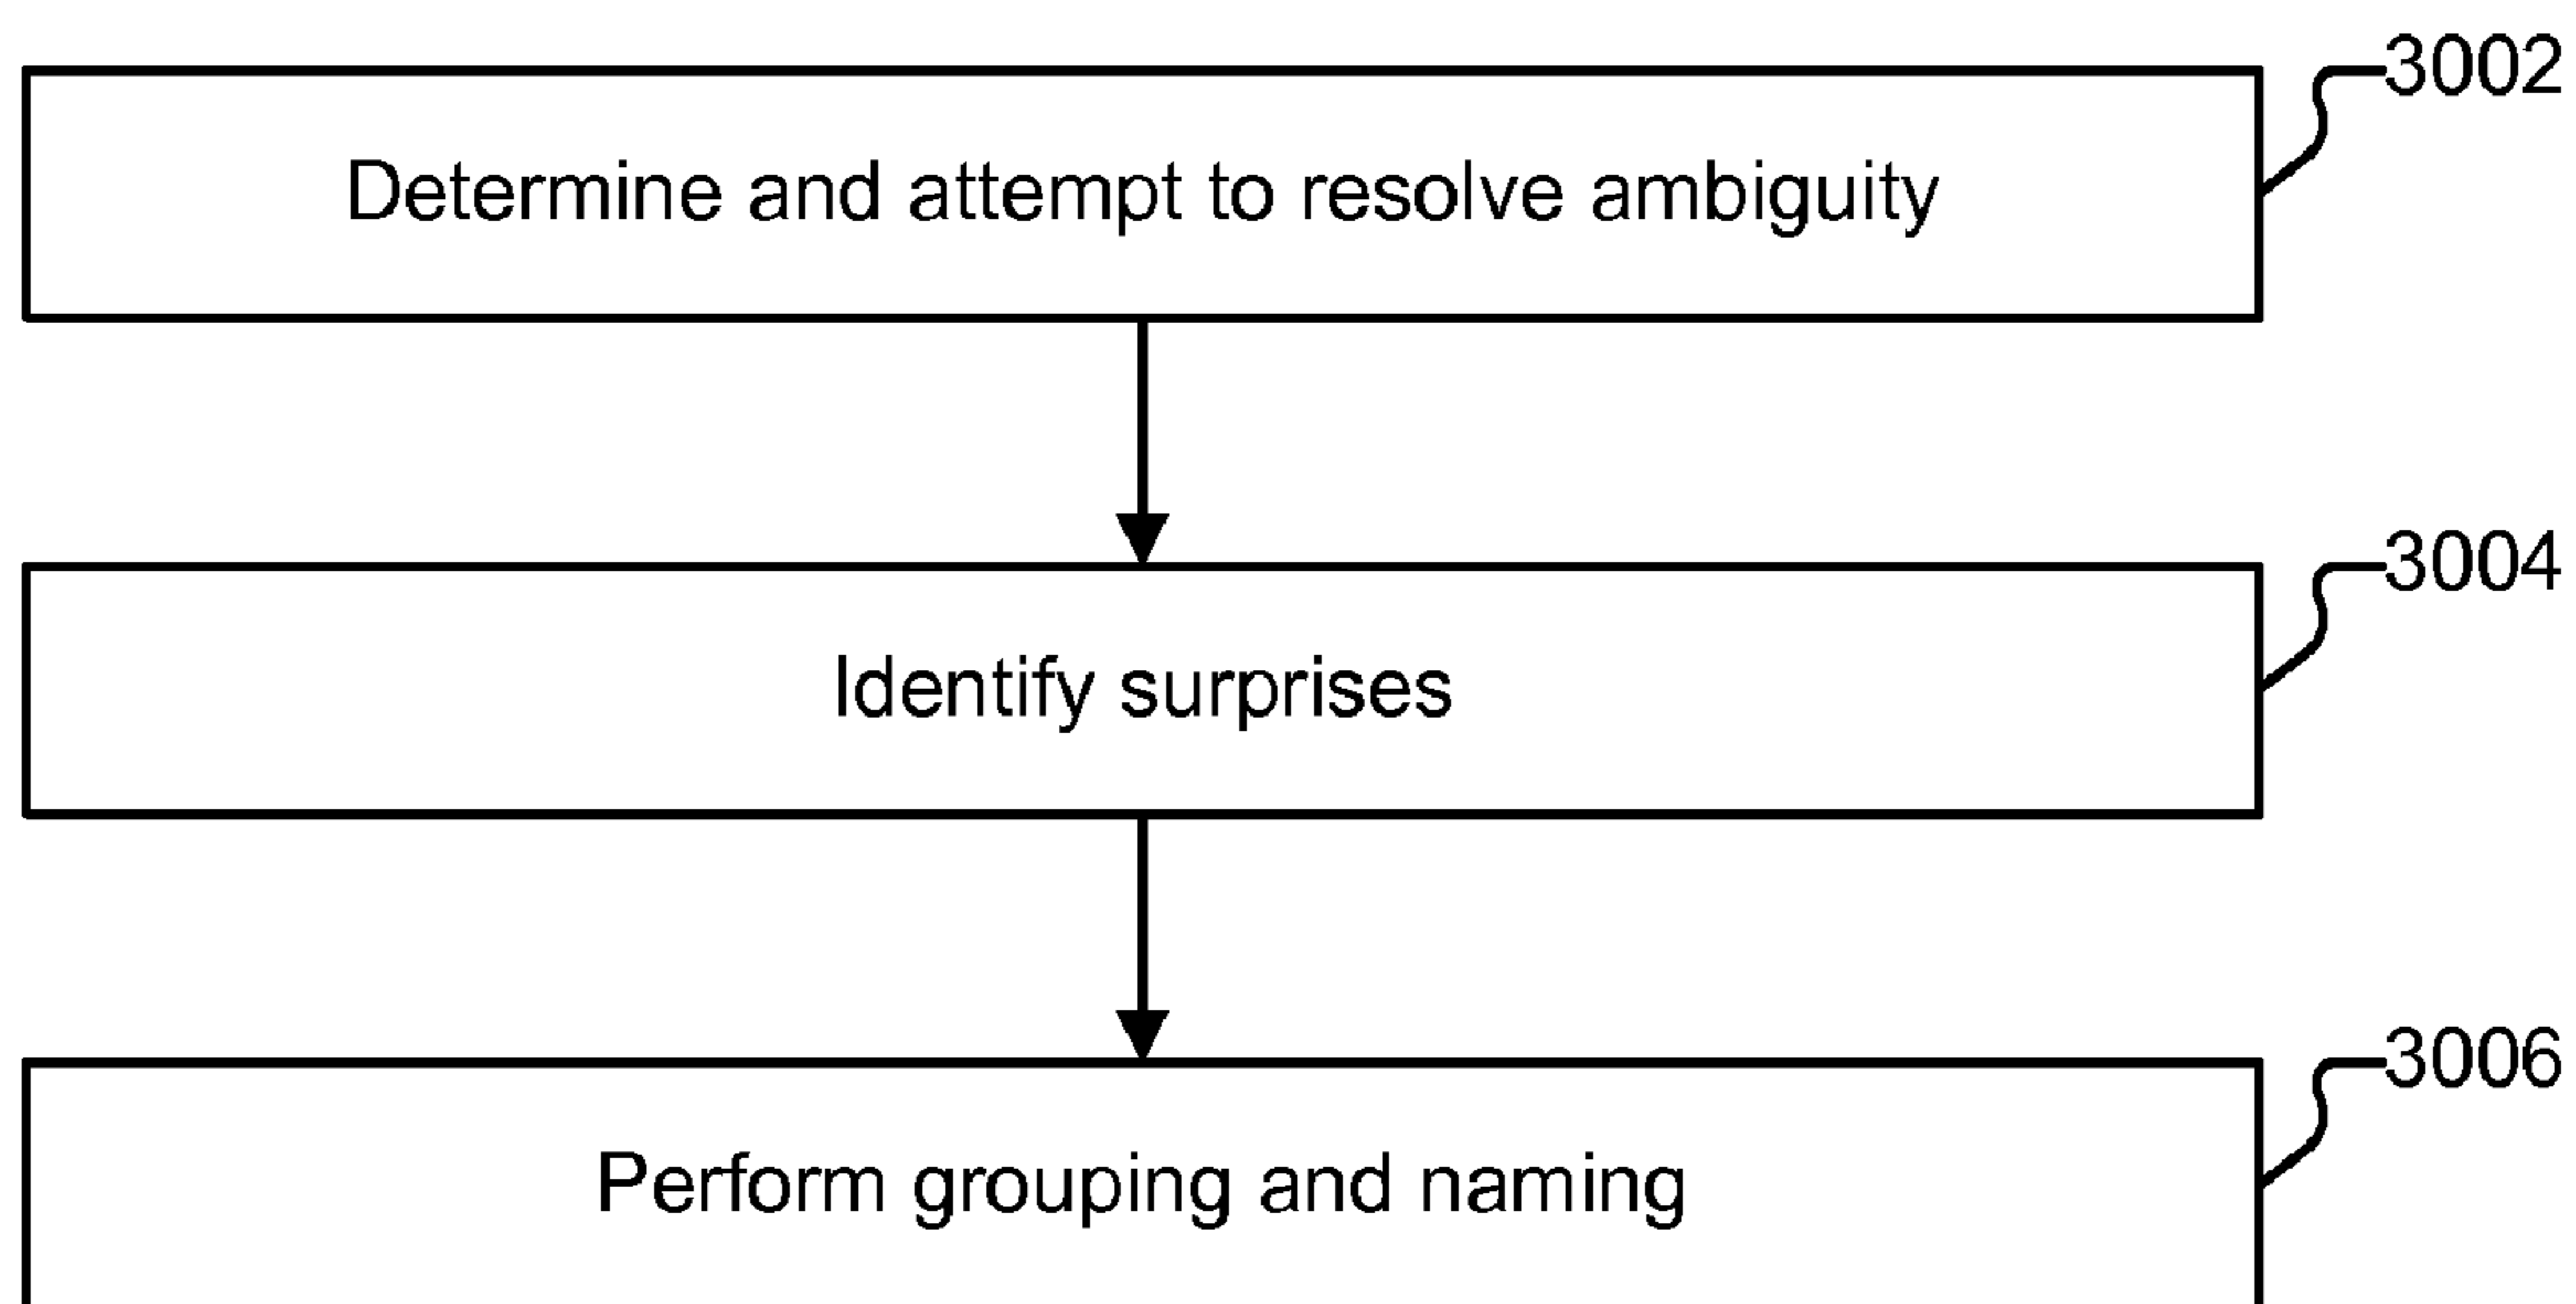 3002
Determine and attempt to resolve ambiguity
3004
Identify surprises
3006
Perform grouping and naming